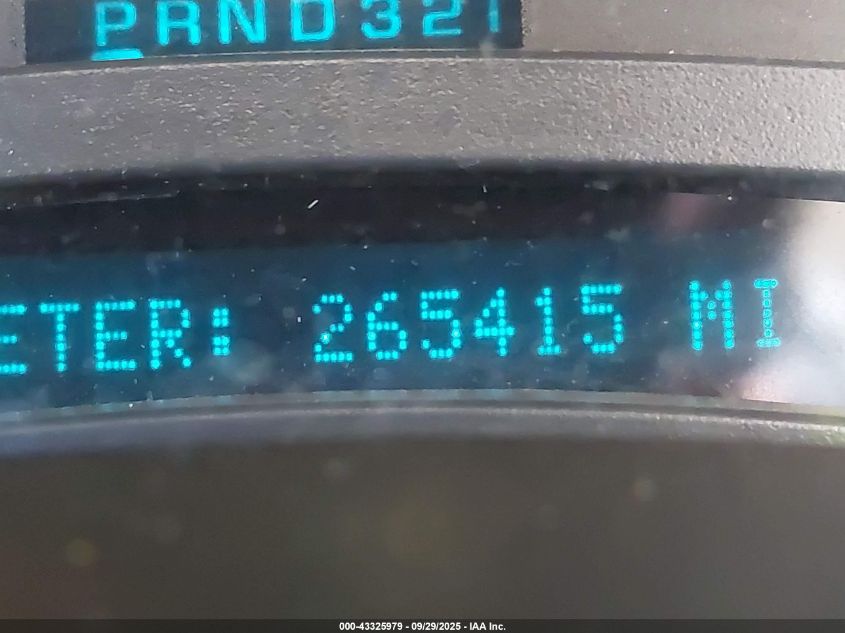 PRND321
ETER: 265415 MI
000-43325979 - 09/29/2025 - IAA Inc.